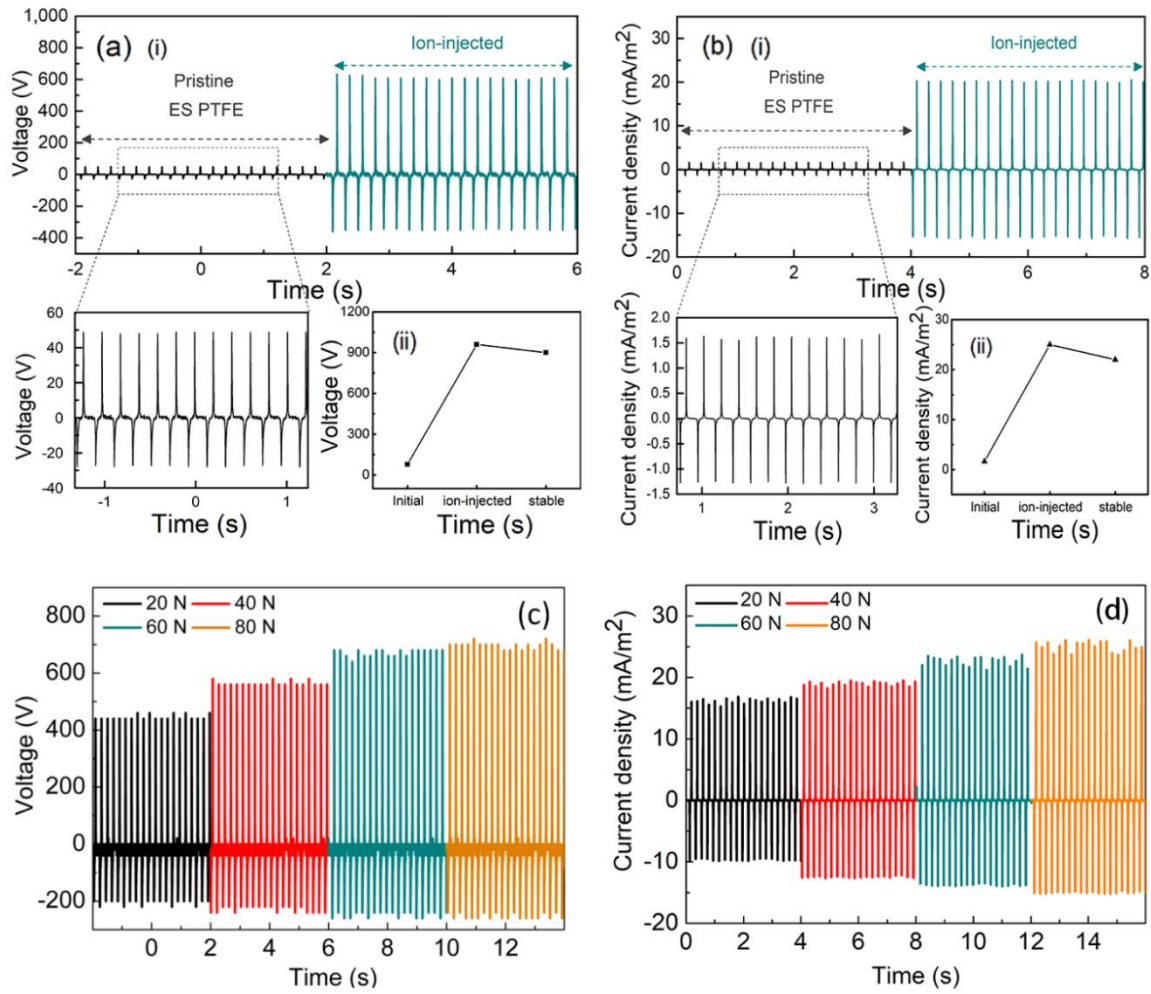 (a) (i)
Ion-injected
Pristine
ES PTFE
Voltage (V)
1,000
800
600
400
200
0
-200
-400
-2 0 2 4 6
Time (s)
(b) (i)
Ion-injected
Pristine
ES PTFE
Current density (mA/m²)
35
30
20
10
0
-10
-20
0 2 4 6 8
Time (s)
Voltage (V)
60
40
20
0
-20
-40
-1 0 1
Time (s)
(ii)
Voltage (V)
1200
900
600
300
0
Initial ion-injected stable
Time (s)
Current density (mA/m²)
2.0
1.5
1.0
0.5
0.0
-0.5
-1.0
-1.5
1 2 3
Time (s)
(ii)
Current density (mA/m²)
30
20
10
0
Initial ion-injected stable
Time (s)
(c)
20 N 40 N
60 N 80 N
Voltage (V)
800
600
400
200
0
-200
0 2 4 6 8 10 12
Time (s)
(d)
20 N 40 N
60 N 80 N
Current density (mA/m²)
30
20
10
0
-10
-20
0 2 4 6 8 10 12 14
Time (s)